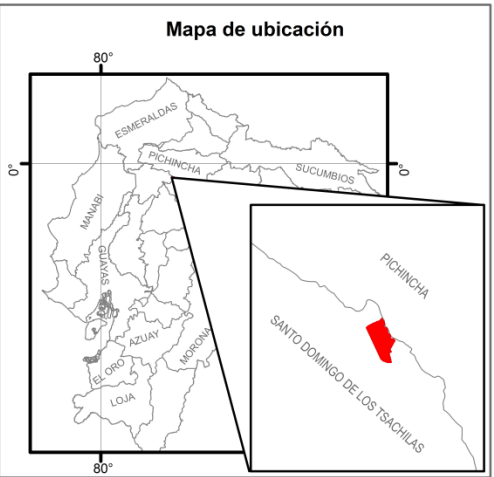 Mapa de ubicación
80°
ESMERALDAS
0°
PICHINCHA
SUCUMBIOS
0°
MANABI
GUAYAS
PICHINCHA
AZUAY
MORONA
SANTO DOMINGO DE LOS TSACHILAS
EL ORO
LOJA
80°